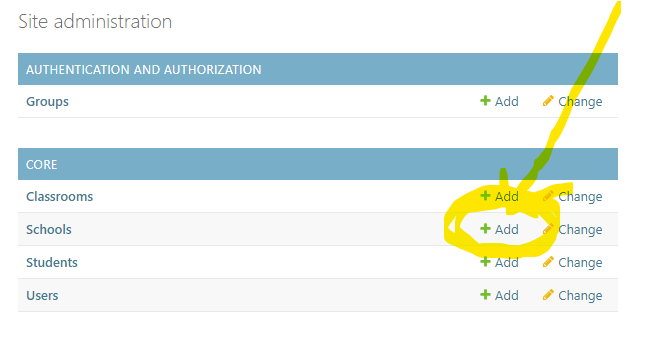 Site administration
AUTHENTICATION AND AUTHORIZATION
Groups Add Change
CORE
Classrooms Add Change
Schools Add Change
Students Add Change
Users Add Change